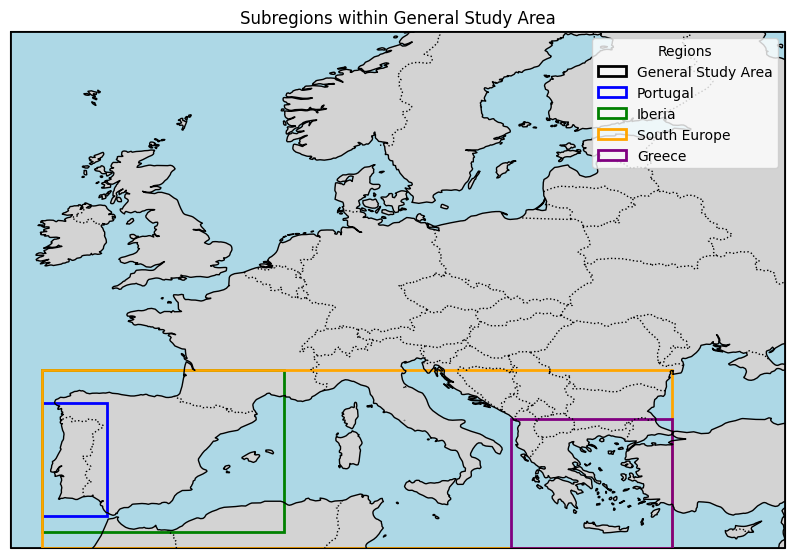 Subregions within General Study Area
Regions
General Study Area
Portugal
Iberia
South Europe
Greece